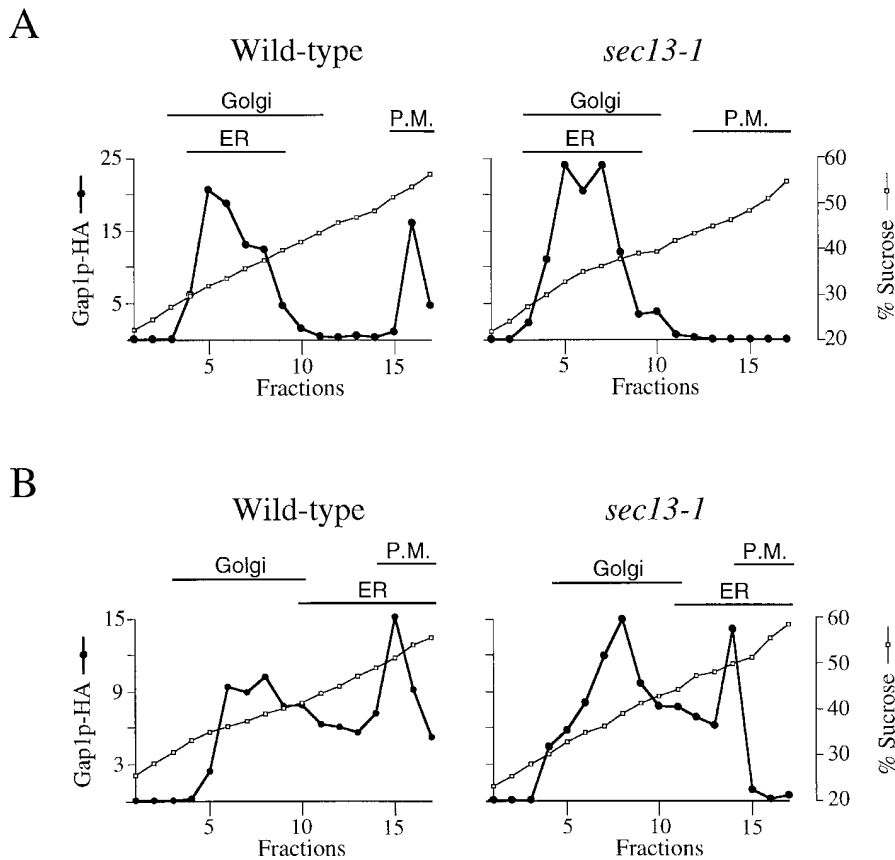 A
Wild-type
sec13-1
Golgi
ER
P.M.
Golgi
ER
P.M.
25
15
5
Gap1p-HA
5 10 15
Fractions
5 10 15
Fractions
60
50
40
30
20
% Sucrose
B
Wild-type
sec13-1
P.M.
Golgi
ER
P.M.
Golgi
ER
15
9
3
Gap1p-HA
5 10 15
Fractions
5 10 15
Fractions
60
50
40
30
20
% Sucrose